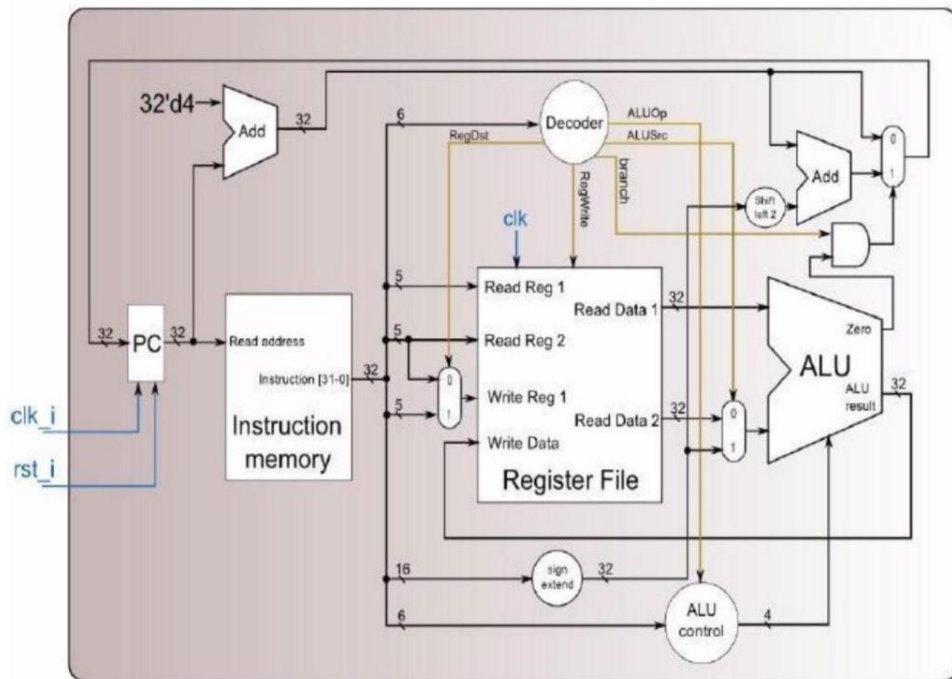 32'd4
Add
32
6
Decoder
ALUOp
ALUSrc
RegDst
RegWrite
branch
0
1
Add
Shift
left 2
clk
5
Read Reg 1
Read Data 1
32
32
PC
32
Read address
5
Read Reg 2
Zero
ALU
ALU
result
32
Instruction [31-0]
32
0
1
Write Reg 1
Read Data 2
32
0
1
clk_i
Instruction
memory
5
Write Data
rst_i
Register File
16
sign
extend
32
6
ALU
control
4